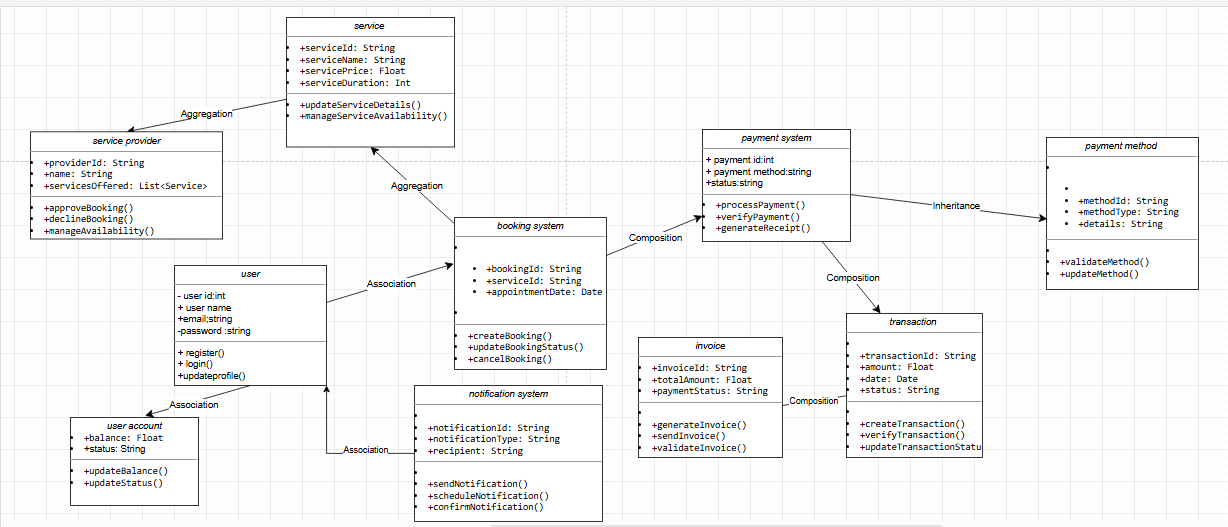 service
+serviceId: String
+serviceName: String
+servicePrice: Float
+serviceDuration: Int
+updateServiceDetails()
+manageServiceAvailability()
Aggregation
service provider
+providerId: String
+name: String
+servicesOffered: List<Service>
+approveBooking()
+declineBooking()
+manageAvailability()
Aggregation
payment system
+ payment id:int
+ payment method:string
+status:string
+processPayment()
+verifyPayment()
+generateReceipt()
Inheritance
payment method
+methodId: String
+methodType: String
+details: String
+validateMethod()
+updateMethod()
booking system
+bookingId: String
+serviceId: String
+appointmentDate: Date
+createBooking()
+updateBookingStatus()
+cancelBooking()
Composition
Composition
user
- user id:int
+ user name
+email;string
-password :string
+ register()
+ login()
+updateprofile()
Association
Association
user account
+balance: Float
+status: String
+updateBalance()
+updateStatus()
notification system
+notificationId: String
+notificationType: String
+recipient: String
+sendNotification()
+scheduleNotification()
+confirmNotification()
Association
invoice
+invoiceId: String
+totalAmount: Float
+paymentStatus: String
+generateInvoice()
+sendInvoice()
+validateInvoice()
Composition
transaction
+transactionId: String
+amount: Float
+date: Date
+status: String
+createTransaction()
+verifyTransaction()
+updateTransactionStatu